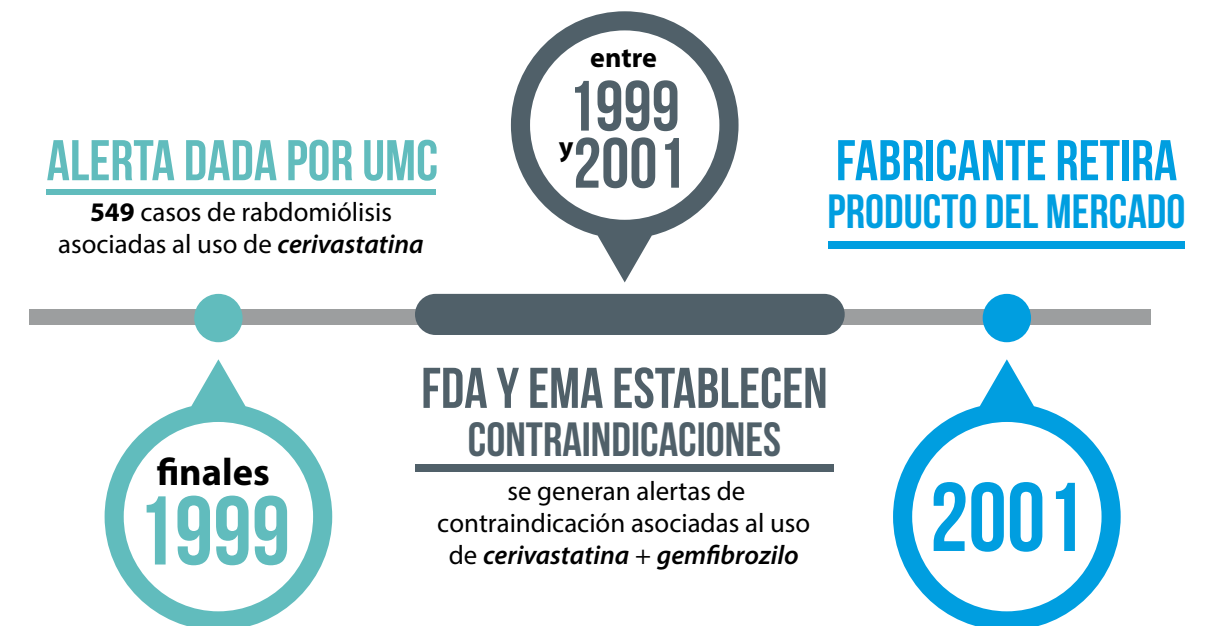 ALERTA DADA POR UMC
549 casos de rabdomiólisis
asociadas al uso de cerivastatina
finales
1999
entre
1999
y 2001
FDA Y EMA ESTABLECEN
CONTRAINDICACIONES
se generan alertas de
contraindicación asociadas al uso
de cerivastatina + gemfibrozilo
FABRICANTE RETIRA
PRODUCTO DEL MERCADO
2001